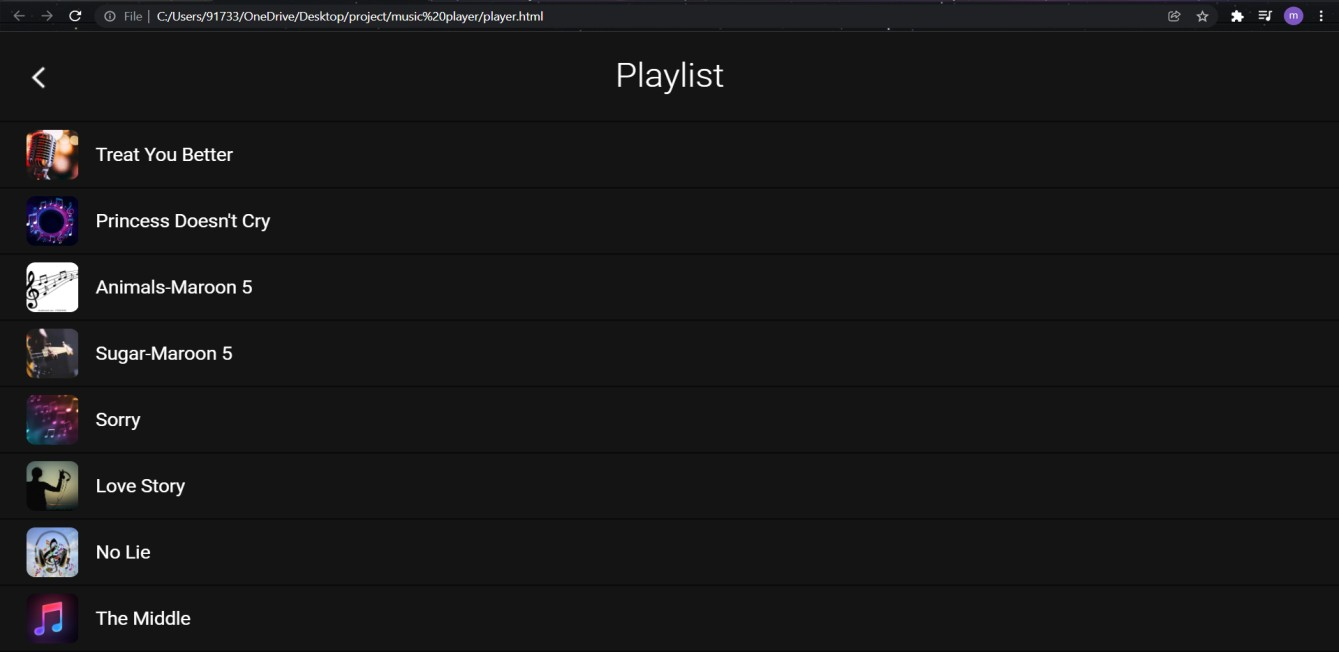 File | C:/Users/91733/OneDrive/Desktop/project/music%20player/player.html
m
Playlist
Treat You Better
Princess Doesn't Cry
Animals-Maroon 5
Sugar-Maroon 5
Sorry
Love Story
No Lie
The Middle